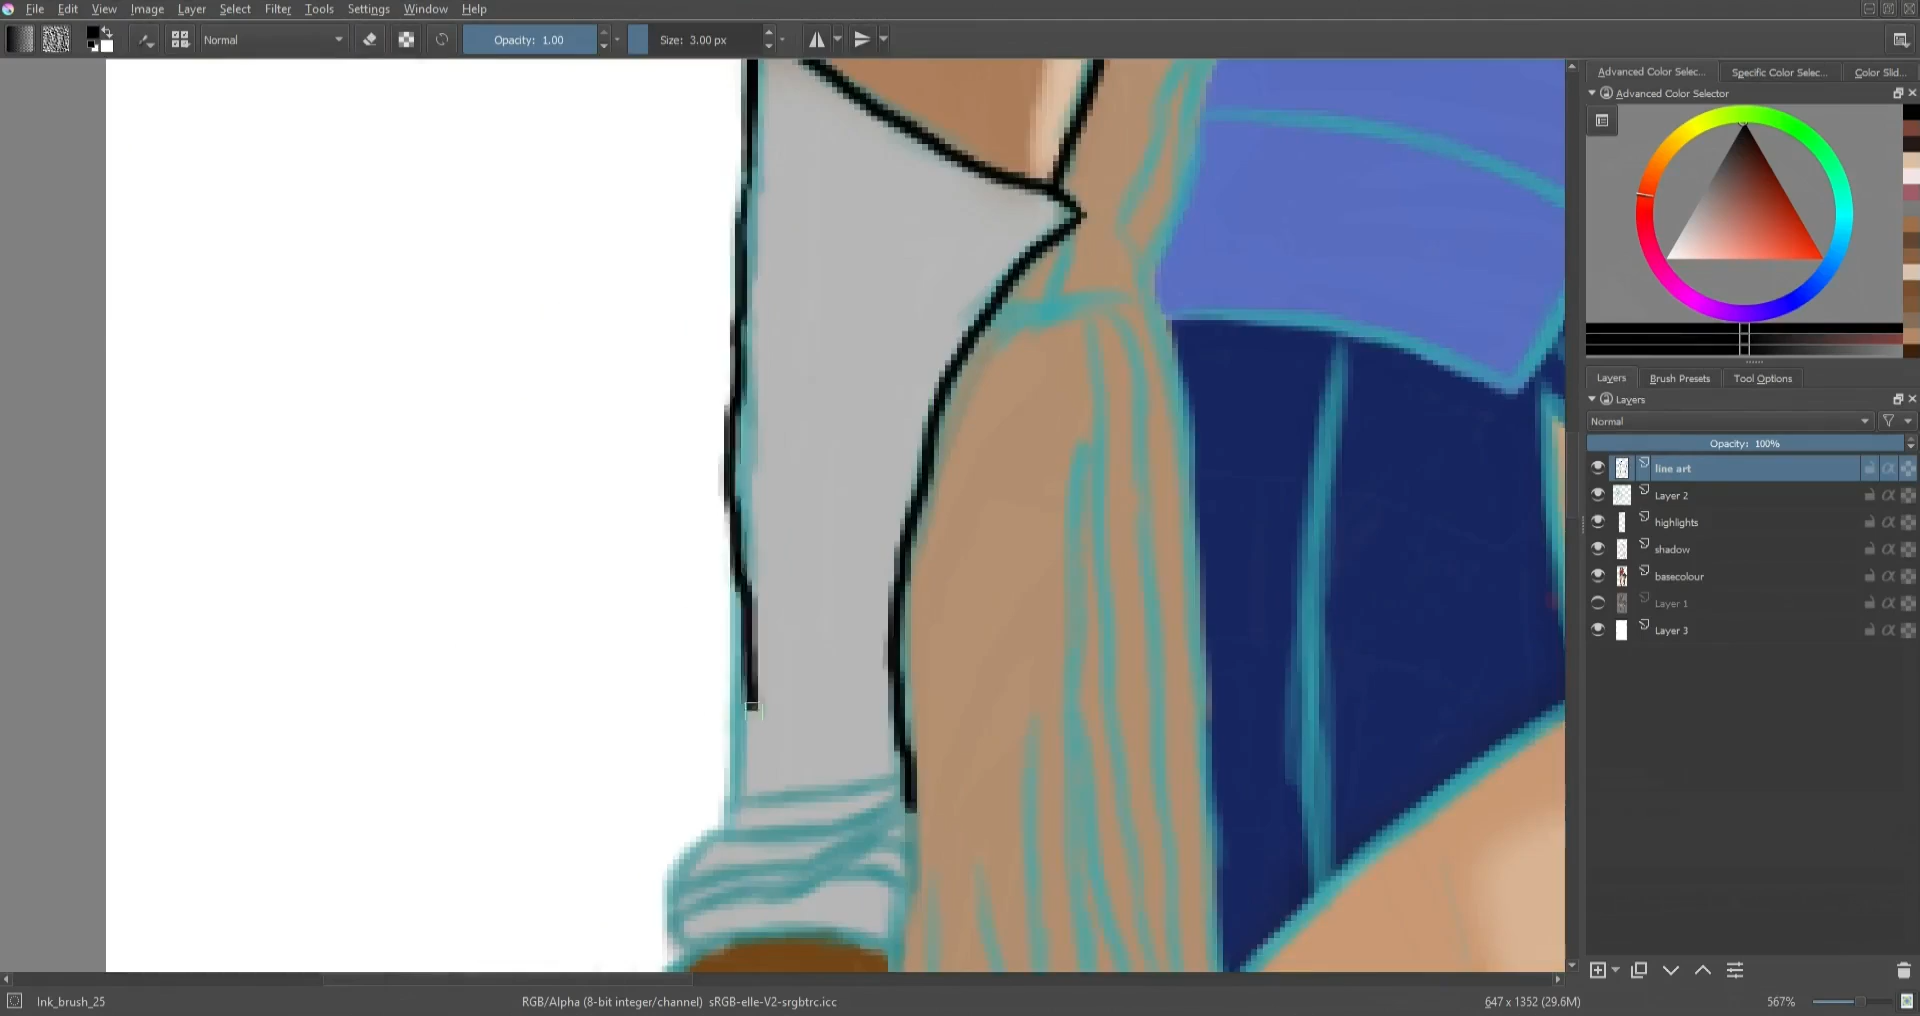 File Edit View Image Layer Select Filter Tools Settings Window Help
Normal Opacity: 1.00 Size: 3.00 px
Advanced Color Selec... Specific Color Selec... Color Slid...
Advanced Color Selector
Layers Brush Presets Tool Options
Layers
Normal
Opacity: 100%
line art
Layer 2
highlights
shadow
basecolour
Layer 1
Layer 3
Ink_brush_25 RGB/Alpha (8-bit integer/channel) sRGB-elle-V2-srgbtrc.icc 647 x 1352 (29.6M) 567%